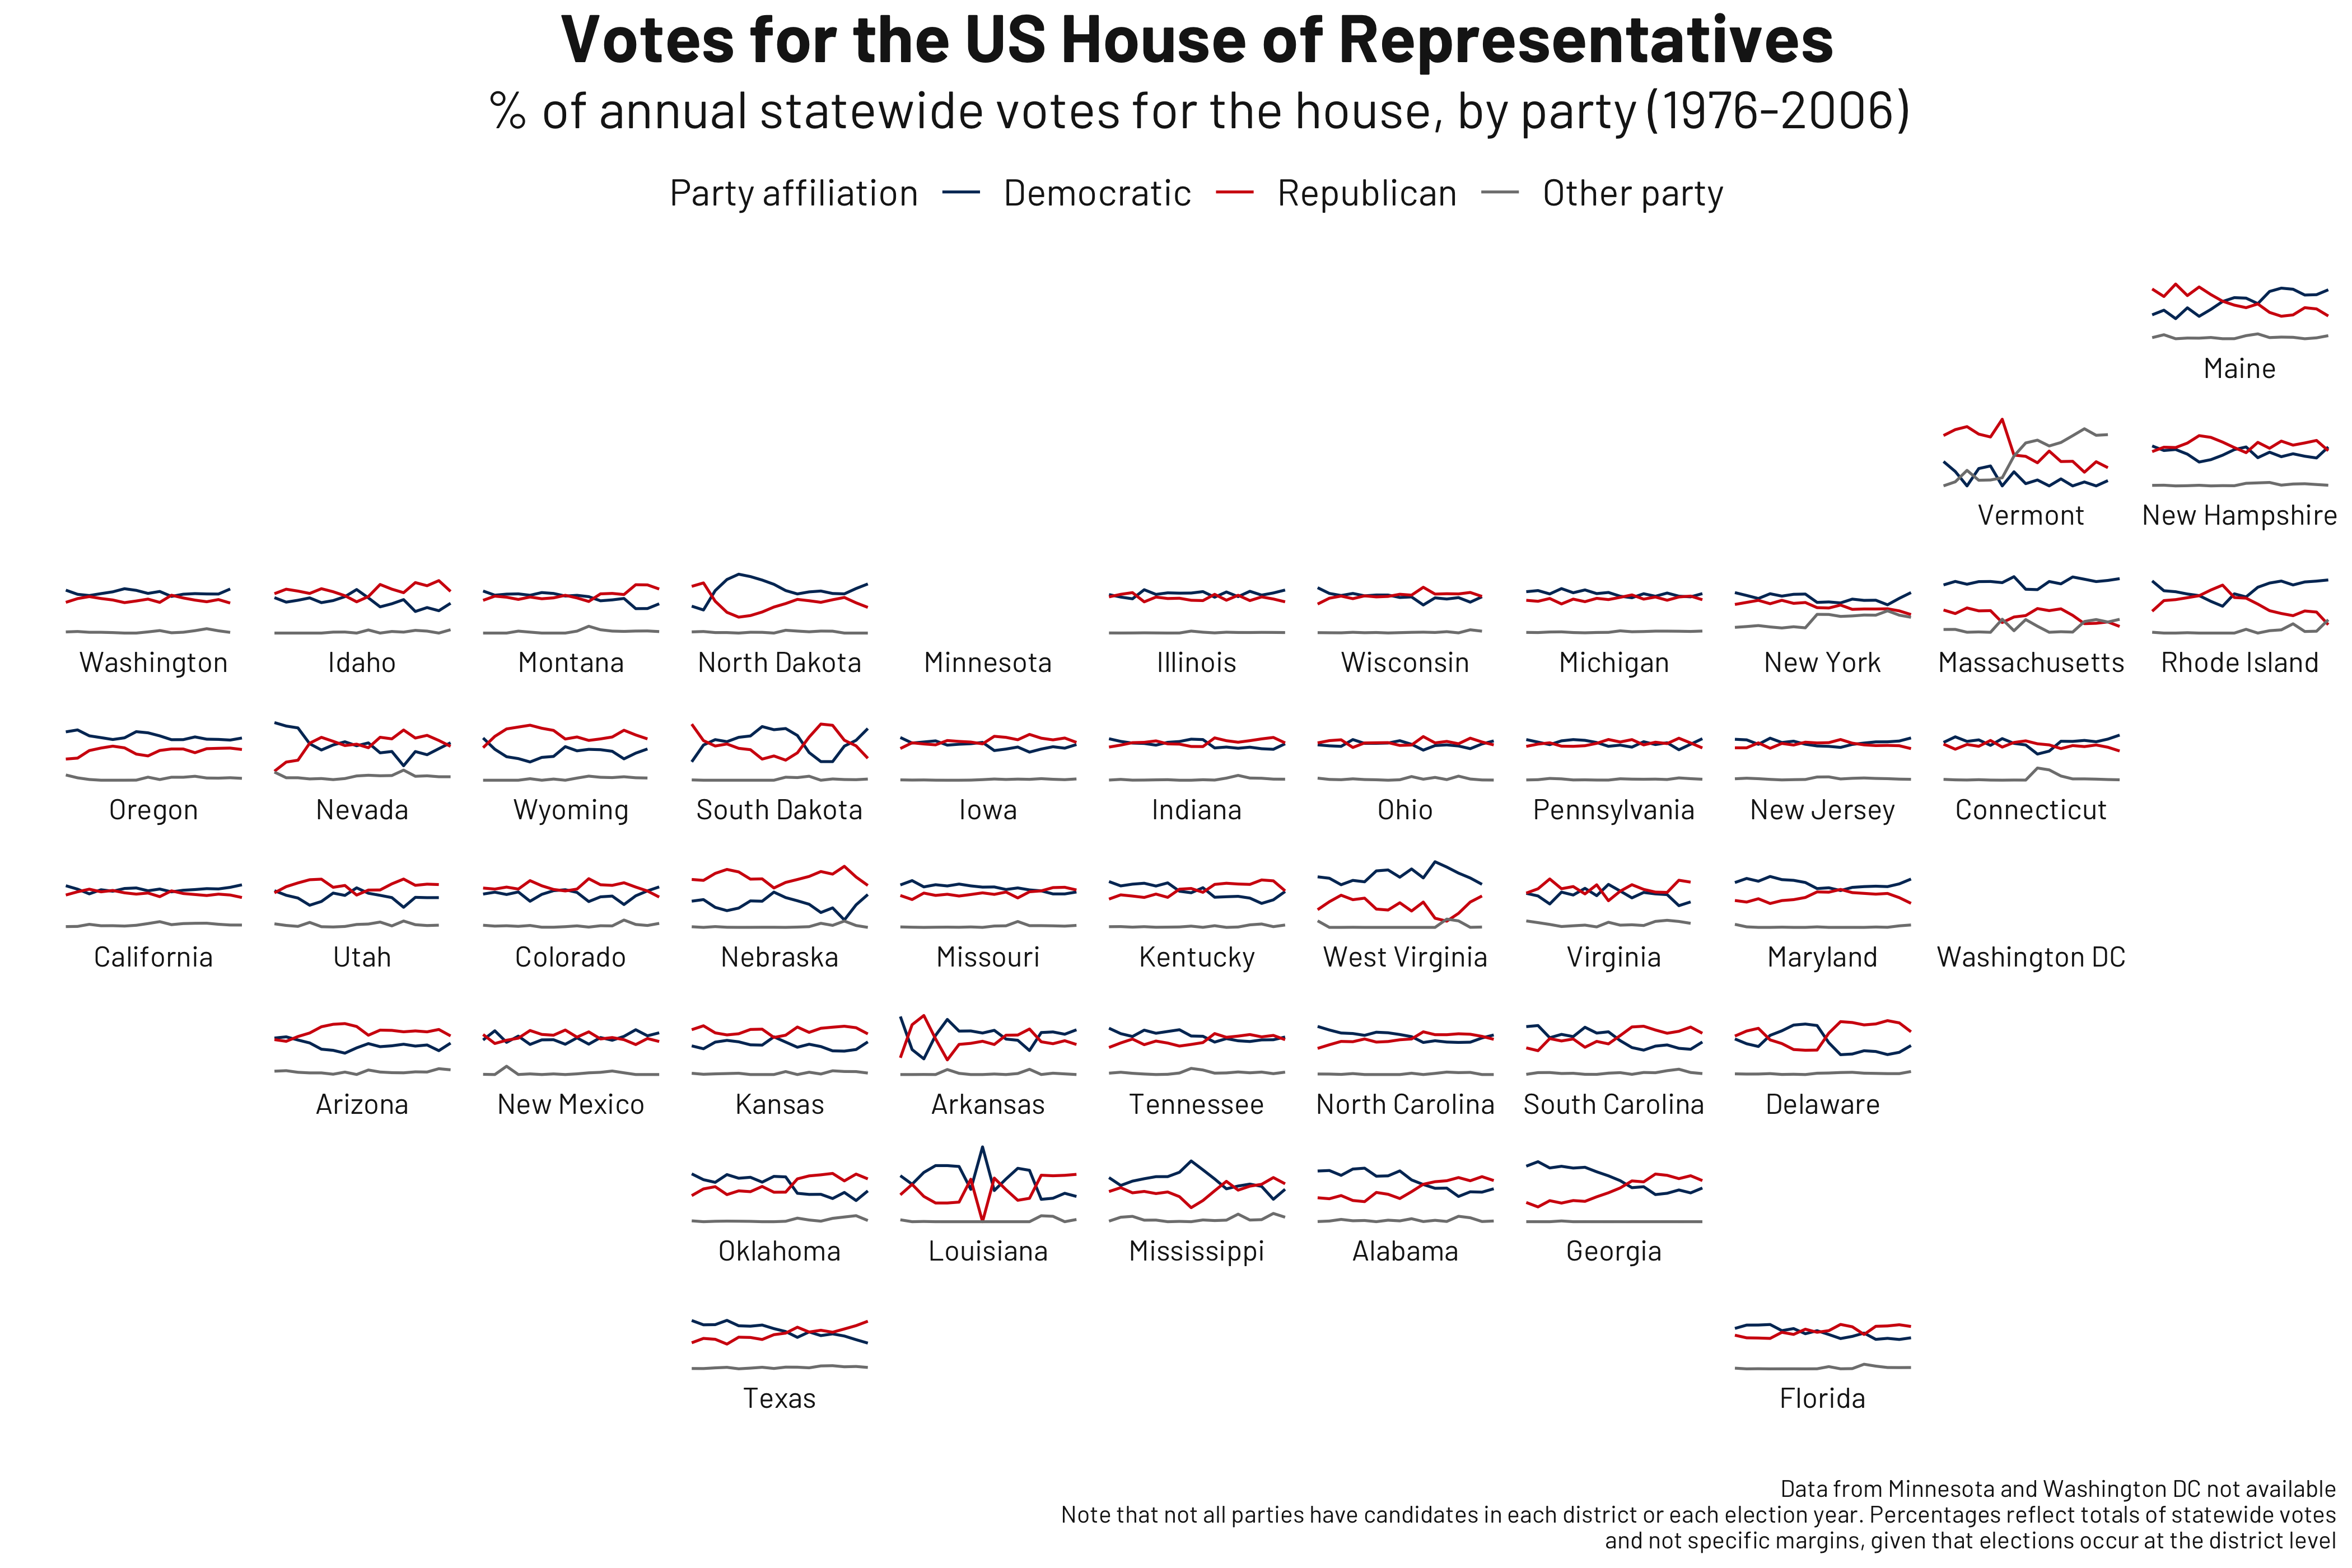 Votes for the US House of Representatives
% of annual statewide votes for the house, by party (1976-2006)
Party affiliation Democratic Republican Other party
Maine
Vermont New Hampshire
Washington Idaho Montana North Dakota Minnesota Illinois Wisconsin Michigan New York Massachusetts Rhode Island
Oregon Nevada Wyoming South Dakota Iowa Indiana Ohio Pennsylvania New Jersey Connecticut
California Utah Colorado Nebraska Missouri Kentucky West Virginia Virginia Maryland Washington DC
Arizona New Mexico Kansas Arkansas Tennessee North Carolina South Carolina Delaware
Oklahoma Louisiana Mississippi Alabama Georgia
Texas Florida
Data from Minnesota and Washington DC not available
Note that not all parties have candidates in each district or each election year. Percentages reflect totals of statewide votes
and not specific margins, given that elections occur at the district level